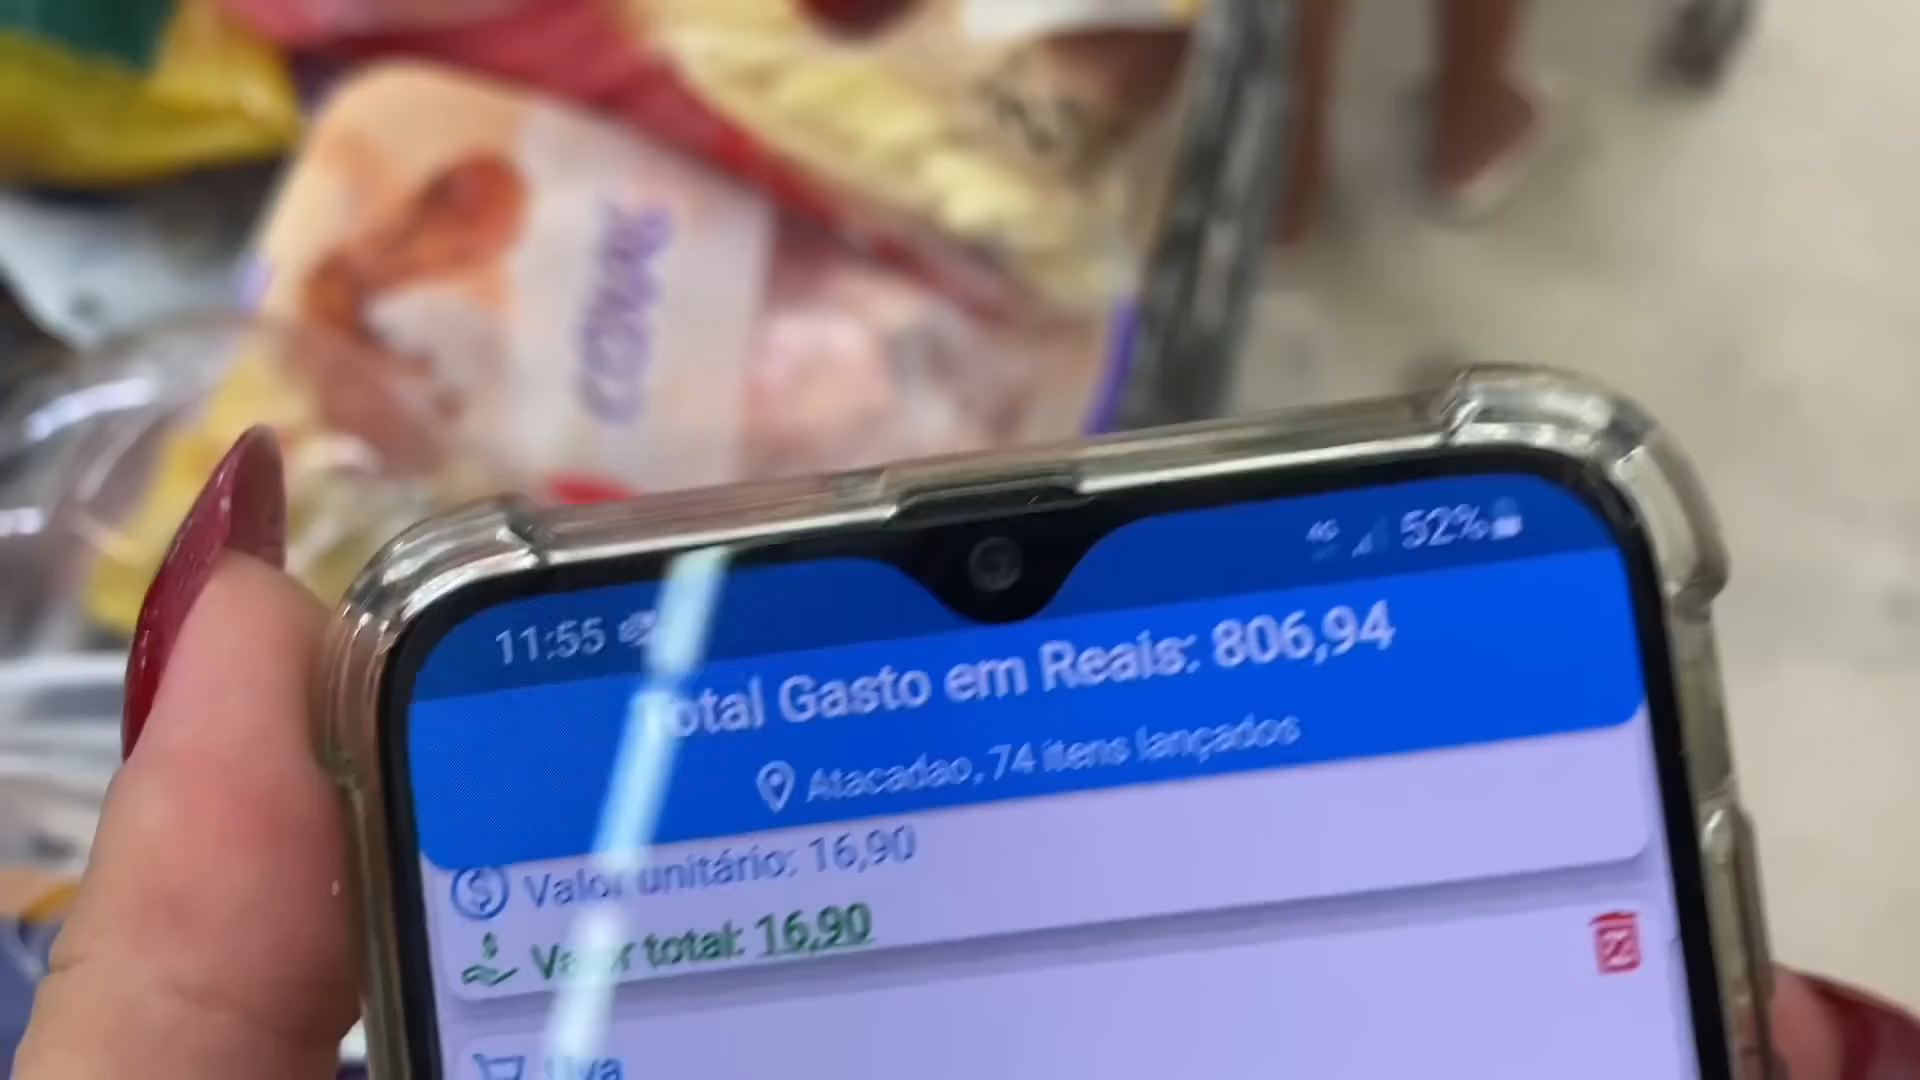 11:55
4G 52%
Total Gasto em Reais: 806,94
Atacadao, 74 itens lançados
Valor unitário: 16,90
Valor total: 16,90